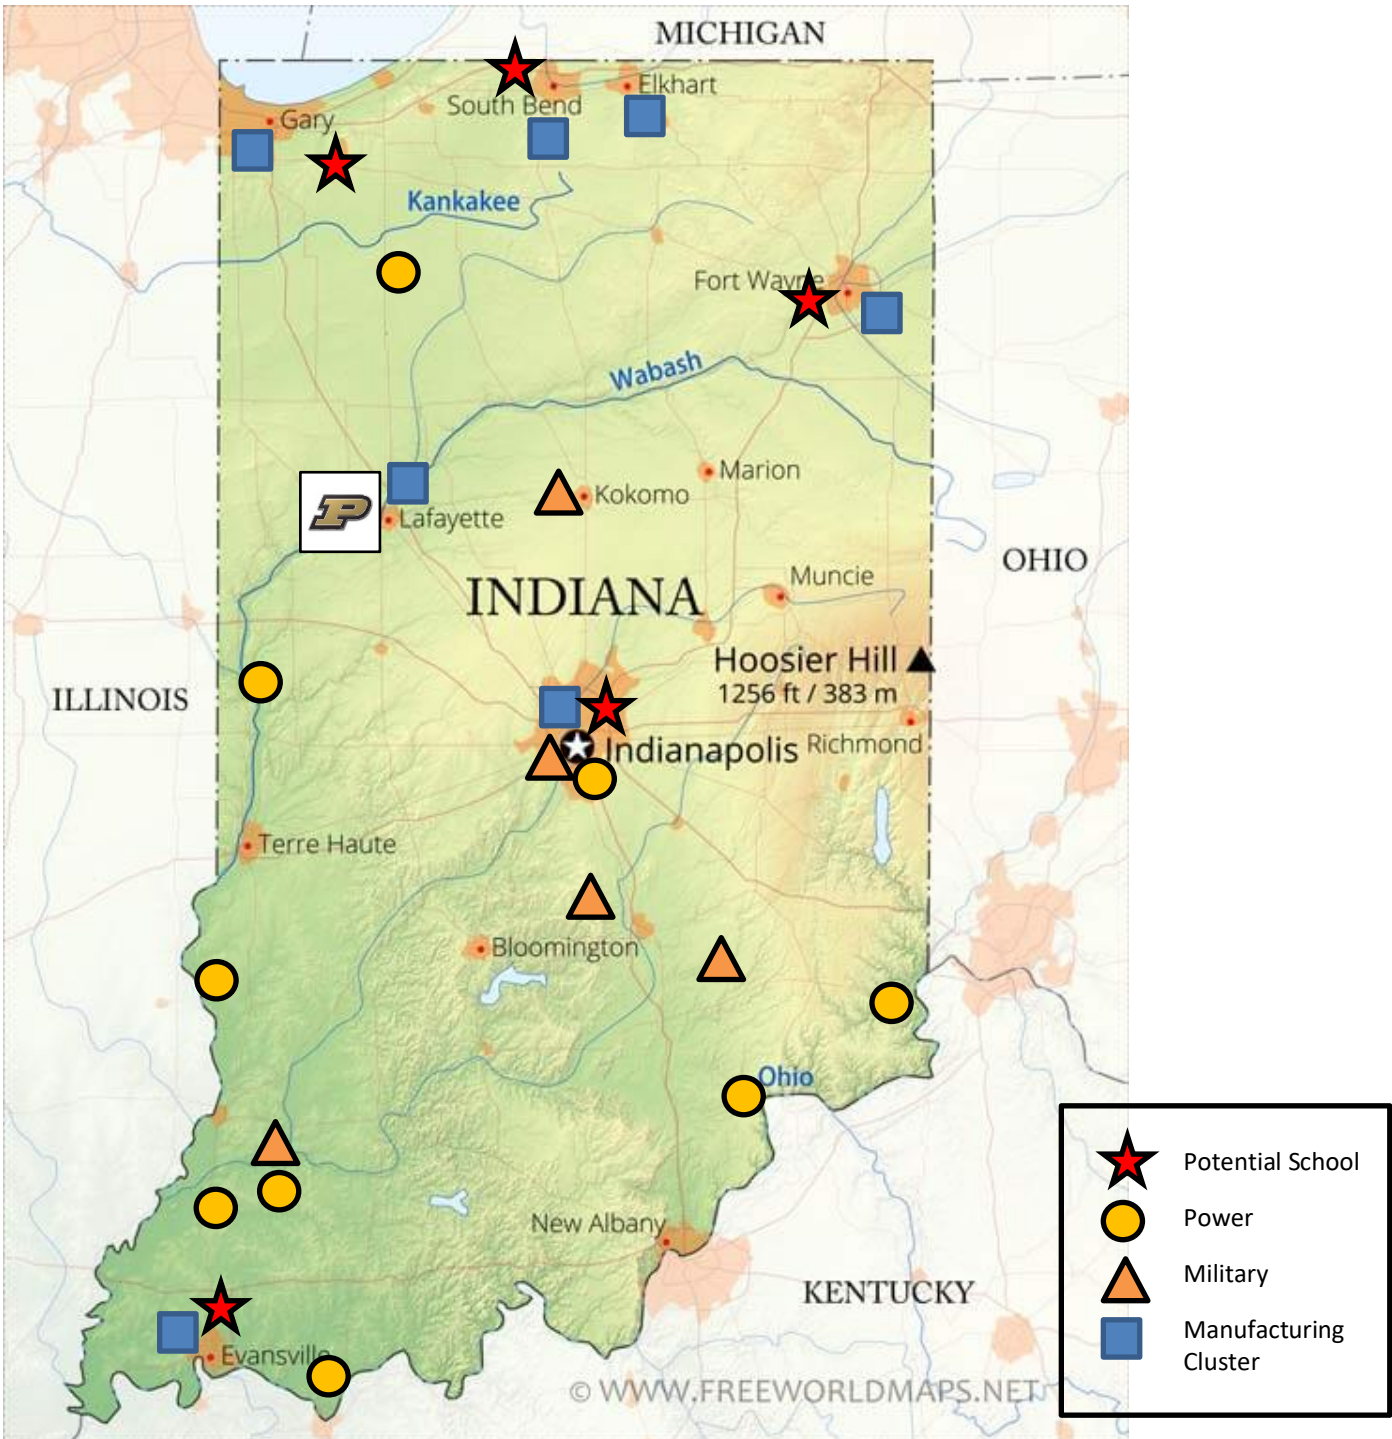 MICHIGAN
South Bend
Elkhart
Gary
Kankakee
Fort Wayne
Wabash
Marion
Kokomo
P
Lafayette
OHIO
INDIANA
Muncie
Hoosier Hill
1256 ft / 383 m
ILLINOIS
Indianapolis
Richmond
Terre Haute
Bloomington
Ohio
New Albany
KENTUCKY
Evansville
© WWW.FREEWORLDMAPS.NET
Potential School
Power
Military
Manufacturing
Cluster